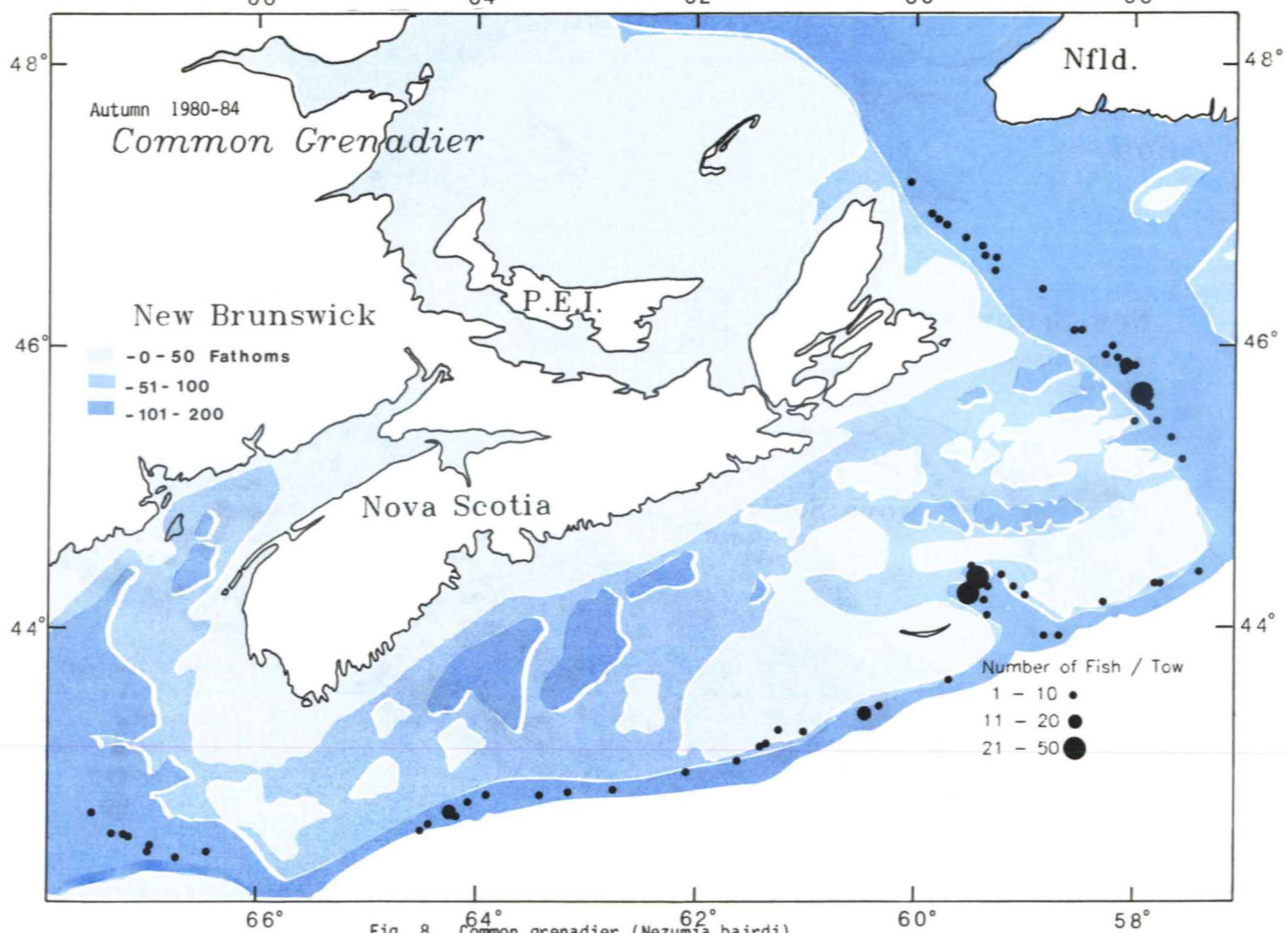 48°
Nfld.
48°
Autumn 1980-84
Common Grenadier
P.E.I.
New Brunswick
46°
46°
-0-50 Fathoms
-51-100
-101-200
Nova Scotia
44°
44°
Number of Fish / Tow
1 - 10
11 - 20
21 - 50
66°
64°
62°
60°
58°
Fig. 8. Common grenadier (Nezumia bairdi)